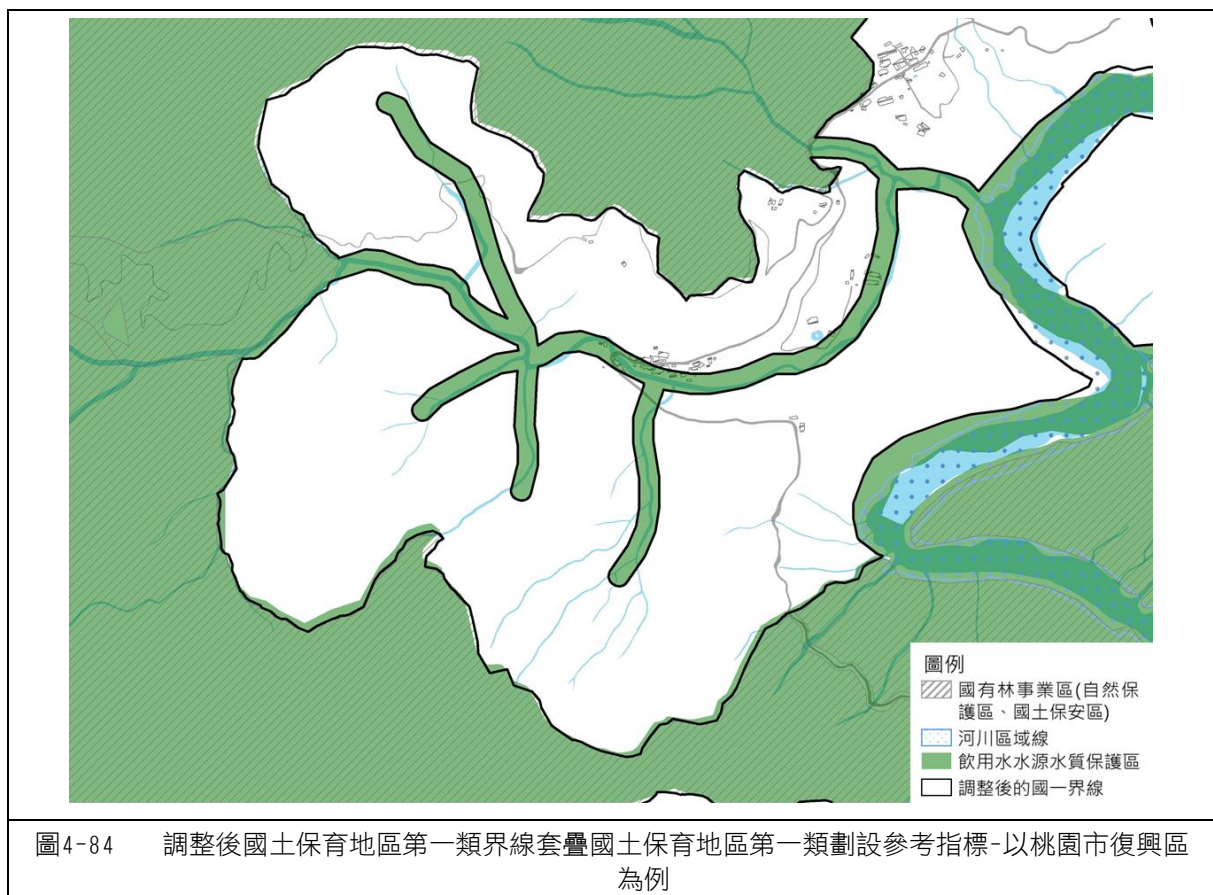 圖例
國有林事業區(自然保
護區、國土保安區)
河川區域線
飲用水水源水質保護區
調整後的國一界線
圖4-84 調整後國土保育地區第一類界線套疊國土保育地區第一類劃設參考指標-以桃園市復興區
為例